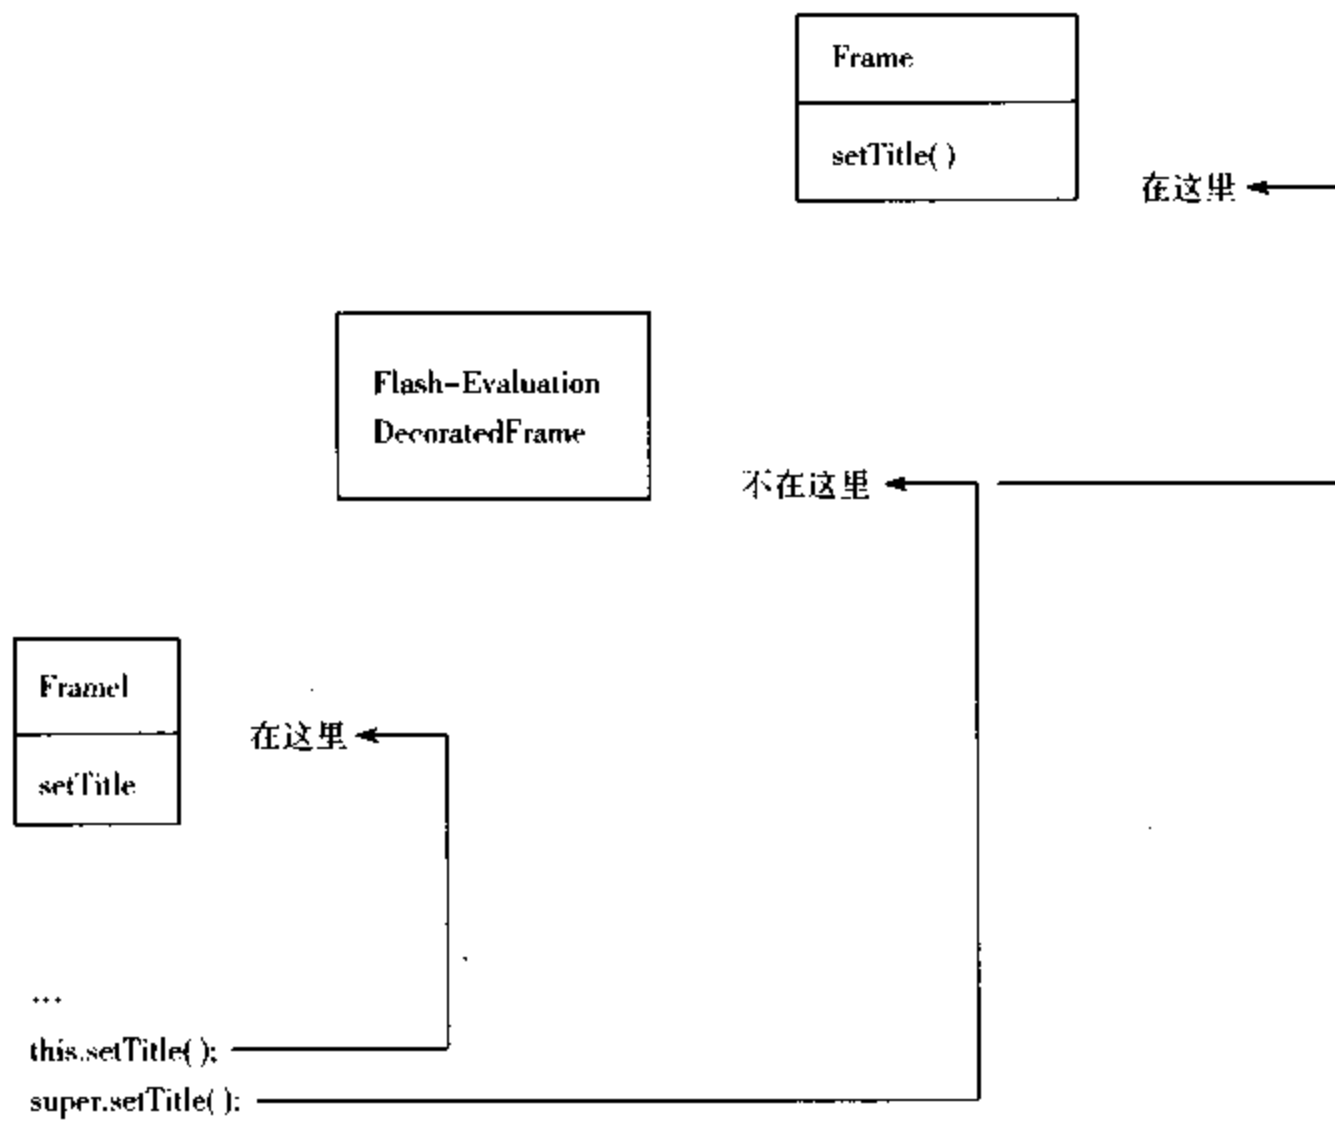 Frame
setTitle( )
在这里
Flash-Evaluation
DecoratedFrame
不在这里
Frame1
在这里
setTitle
...
this.setTitle( );
super.setTitle( );